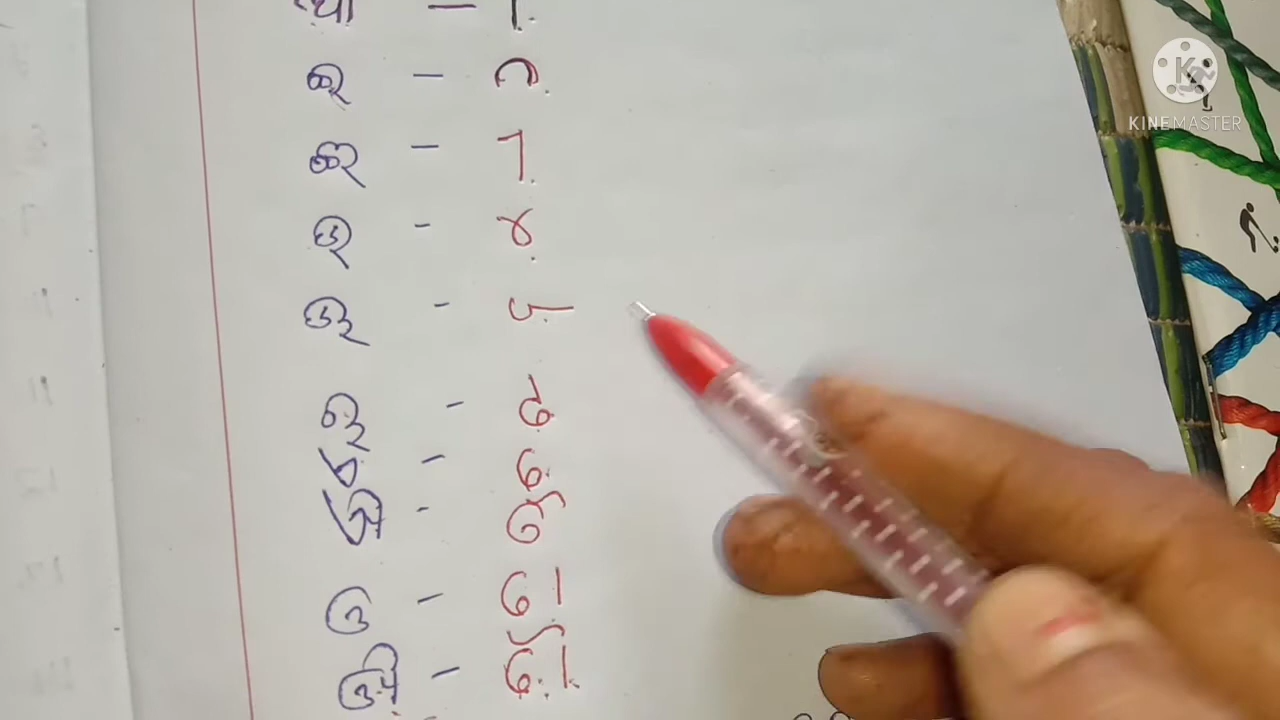 ଆ - ା
ଇ - ି
ଈ - ୀ
ଉ - ୁ
ଊ - ୂ
ଋ - ୃ
ଏ - େ
ଐ - ୈ
ଓ - ୋ
ଔ - ୌ
KINEMASTER